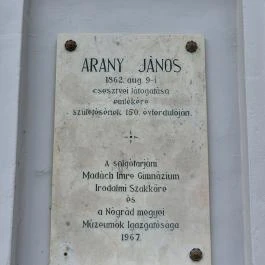 ARANY JÁNOS
1862. aug. 9-i
csesztvei látogatása
emlékére
születésének 150. évfordulóján.
A salgótarjáni
Madách Imre Gimnázium
Irodalmi Szakköre
és
a Nógrád megyei
Múzeumok Igazgatósága
1967.